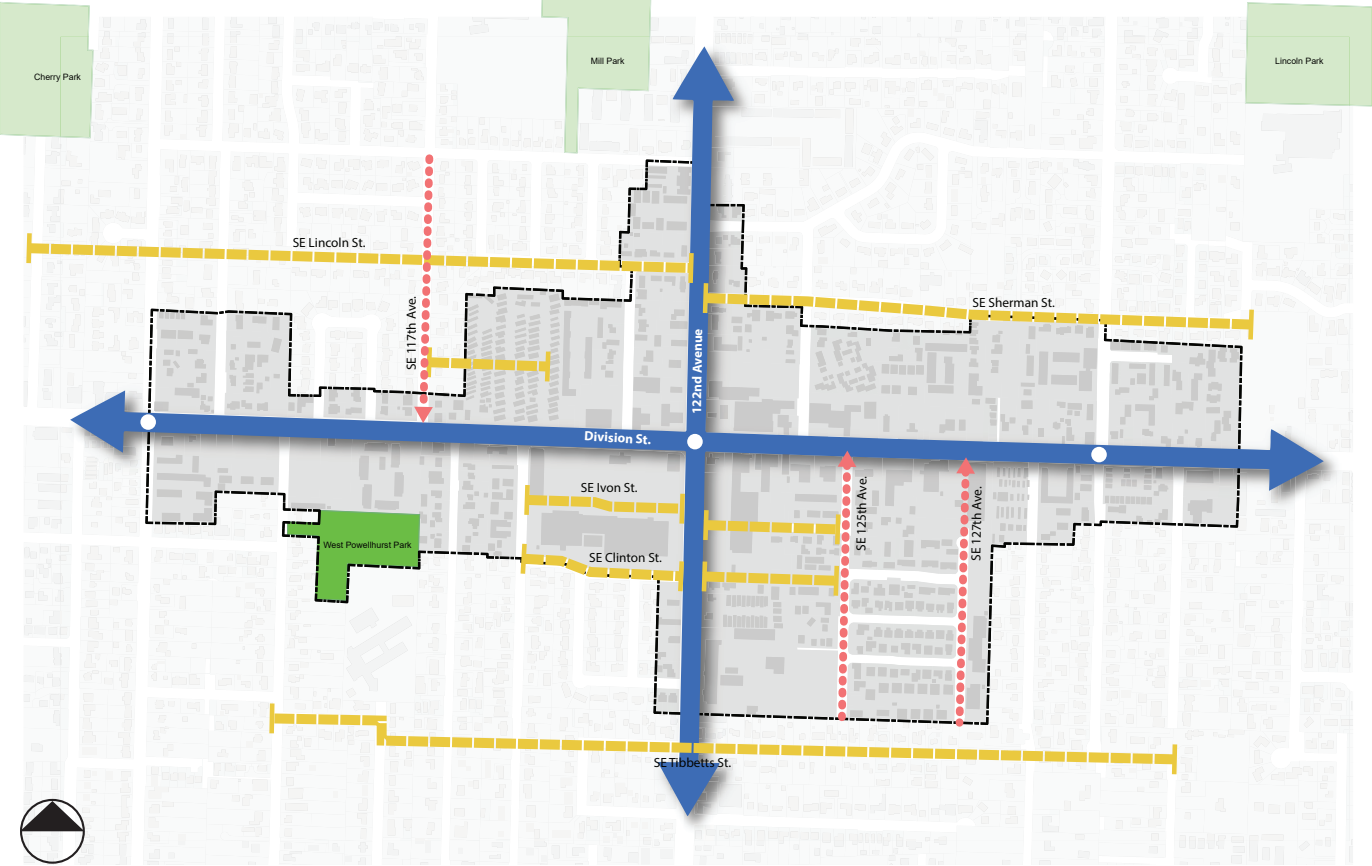 Cherry Park
Mill Park
Lincoln Park
SE Lincoln St.
SE Sherman St.
SE 117th Ave.
122nd Avenue
Division St.
SE Ivon St.
SE 125th Ave.
SE 127th Ave.
West Powellhurst Park
SE Clinton St.
SE Tibbetts St.